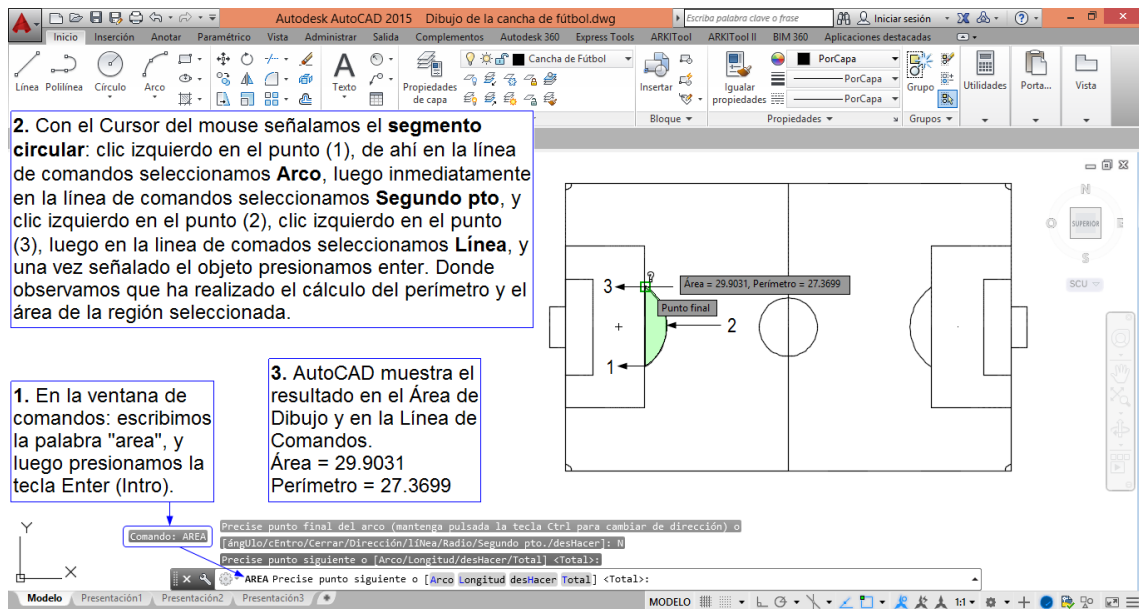 Autodesk AutoCAD 2015 Dibujo de la cancha de fútbol.dwg
Escriba palabra clave o frase
Iniciar sesión
Inicio Inserción Anotar Paramétrico Vista Administrar Salida Complementos Autodesk 360 Express Tools ARKITool ARKITool II BIM 360 Aplicaciones destacadas
Línea Polilínea Círculo Arco
Texto
Propiedades de capa
Cancha de Fútbol
Insertar
Igualar propiedades
PorCapa
PorCapa
PorCapa
Grupo
Utilidades
Porta...
Vista
Bloque
Propiedades
Grupos
2. Con el Cursor del mouse señalamos el segmento
circular: clic izquierdo en el punto (1), de ahí en la línea
de comandos seleccionamos Arco, luego inmediatamente
en la línea de comandos seleccionamos Segundo pto, y
clic izquierdo en el punto (2), clic izquierdo en el punto
(3), luego en la linea de comados seleccionamos Línea, y
una vez señalado el objeto presionamos enter. Donde
observamos que ha realizado el cálculo del perímetro y el
área de la región seleccionada.
N
O
SUPERIOR
E
S
SCU
3
Área = 29.9031, Perímetro = 27.3699
Punto final
2
1
1. En la ventana de
comandos: escribimos
la palabra "area", y
luego presionamos la
tecla Enter (Intro).
3. AutoCAD muestra el
resultado en el Área de
Dibujo y en la Línea de
Comandos.
Área = 29.9031
Perímetro = 27.3699
Y
X
Comando: AREA
Precise punto final del arco (mantenga pulsada la tecla Ctrl para cambiar de dirección) o
[ángUlo/cEntro/Cerrar/Dirección/líNea/Radio/Segundo pto./desHacer]: N
Precise punto siguiente o [Arco/Longitud/desHacer/Total] <Total>:
AREA Precise punto siguiente o [Arco Longitud desHacer Total] <Total>:
Modelo Presentación1 Presentación2 Presentación3
MODELO
1:1